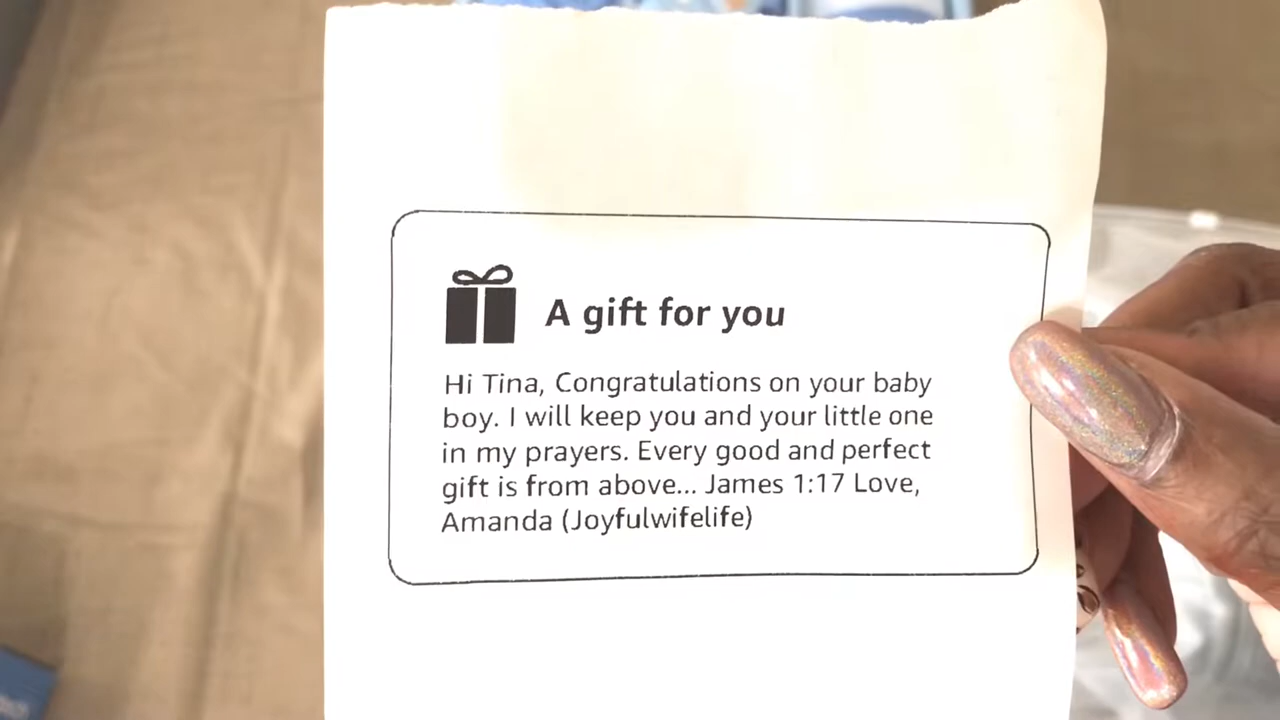 A gift for you
Hi Tina, Congratulations on your baby
boy. I will keep you and your little one
in my prayers. Every good and perfect
gift is from above... James 1:17 Love,
Amanda (Joyfulwifelife)